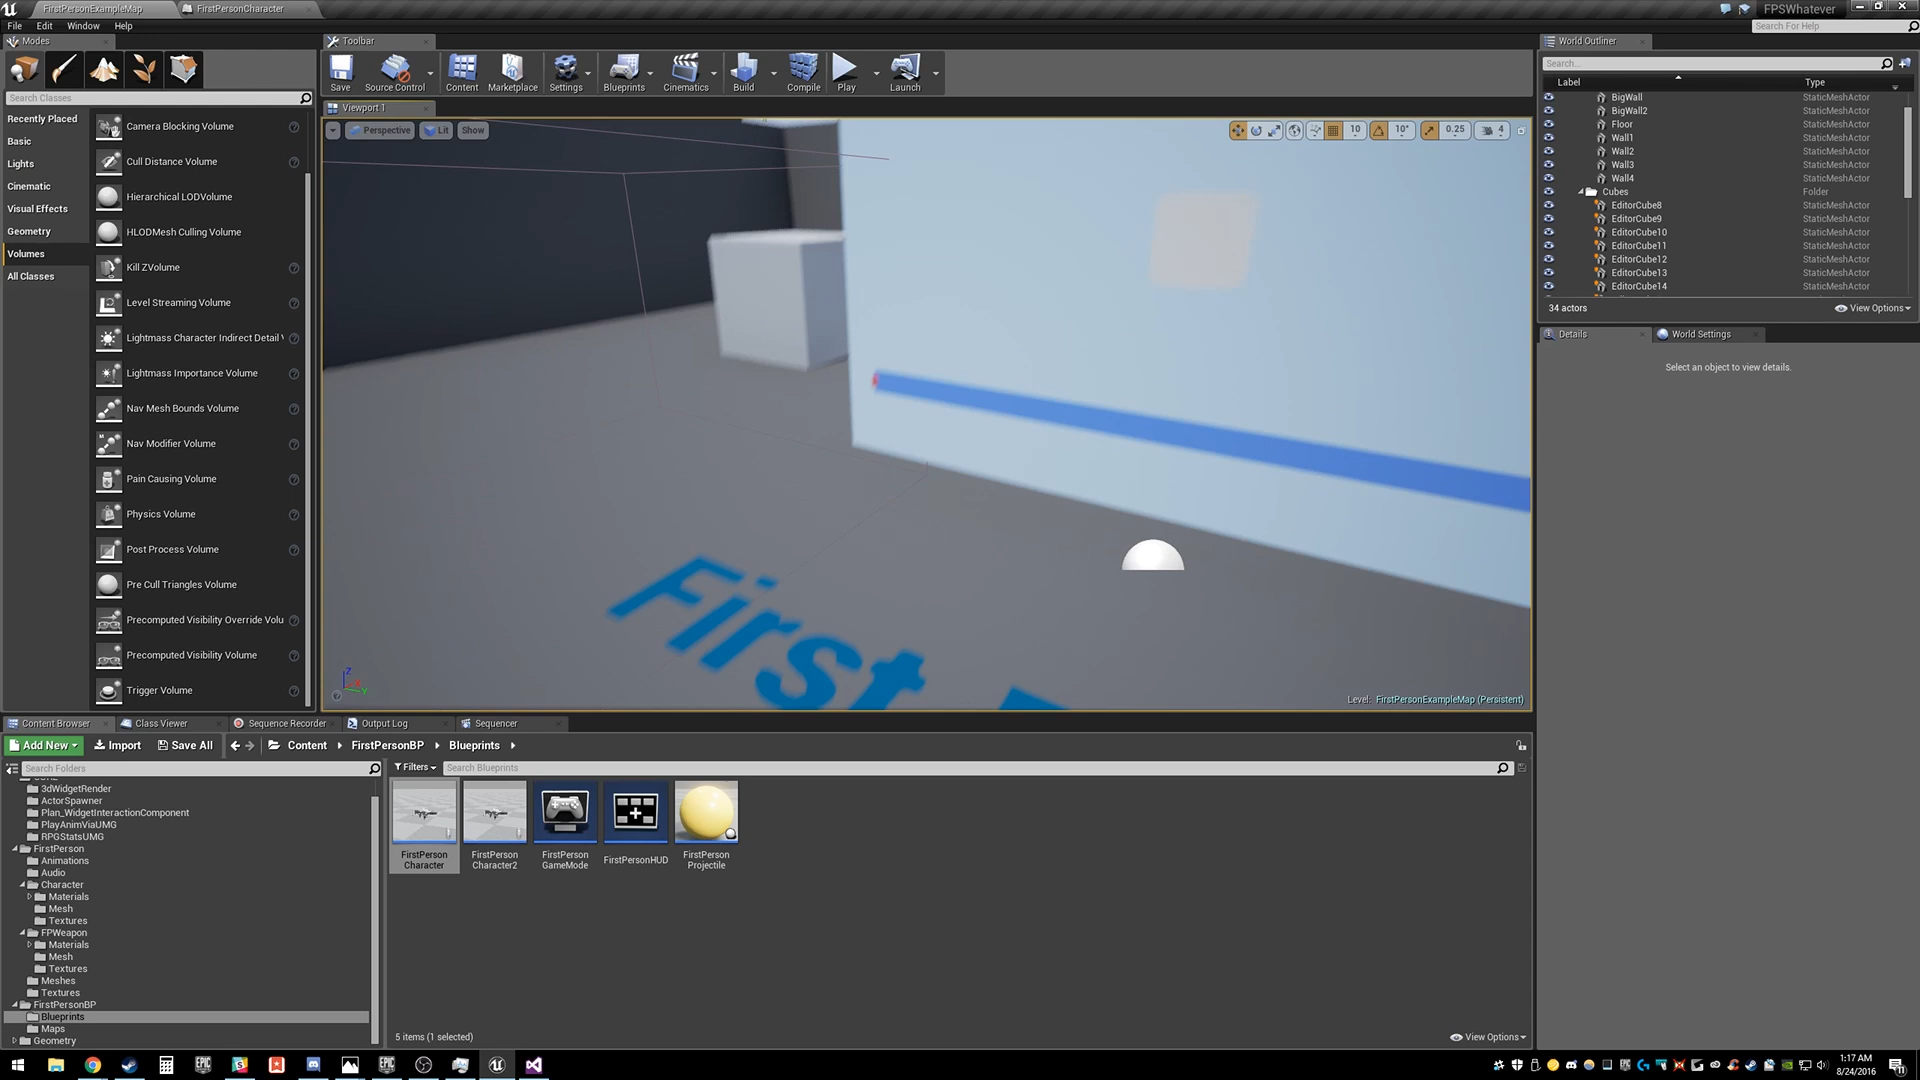 FirstPersonExampleMap
FirstPersonCharacter
FPSWhatever
File Edit Window Help
Search For Help
Modes
Toolbar
World Outliner
Save
Source Control
Content
Marketplace
Settings
Blueprints
Cinematics
Build
Compile
Play
Launch
Search Classes
Recently Placed
Basic
Lights
Cinematic
Visual Effects
Geometry
Volumes
All Classes
Camera Blocking Volume
Cull Distance Volume
Hierarchical LODVolume
HLODMesh Culling Volume
Kill ZVolume
Level Streaming Volume
Lightmass Character Indirect Detail V
Lightmass Importance Volume
Nav Mesh Bounds Volume
Nav Modifier Volume
Pain Causing Volume
Physics Volume
Post Process Volume
Pre Cull Triangles Volume
Precomputed Visibility Override Volu
Precomputed Visibility Volume
Trigger Volume
Viewport 1
Perspective Lit Show
10 10° 0.25 4
First
Level: FirstPersonExampleMap (Persistent)
Search...
Label Type
BigWall StaticMeshActor
BigWall2 StaticMeshActor
Floor StaticMeshActor
Wall1 StaticMeshActor
Wall2 StaticMeshActor
Wall3 StaticMeshActor
Wall4 StaticMeshActor
Cubes Folder
EditorCube8 StaticMeshActor
EditorCube9 StaticMeshActor
EditorCube10 StaticMeshActor
EditorCube11 StaticMeshActor
EditorCube12 StaticMeshActor
EditorCube13 StaticMeshActor
EditorCube14 StaticMeshActor
34 actors
View Options
Details
World Settings
Select an object to view details.
Content Browser
Class Viewer
Sequence Recorder
Output Log
Sequencer
Add New Import Save All
Content FirstPersonBP Blueprints
Search Folders
Filters
Search Blueprints
3dWidgetRender
ActorSpawner
Plan_WidgetInteractionComponent
PlayAnimViaUMG
RPGStatsUMG
FirstPerson
Animations
Audio
Character
Materials
Mesh
Textures
FPWeapon
Materials
Mesh
Textures
Meshes
Textures
FirstPersonBP
Blueprints
Maps
Geometry
FirstPerson
Character
FirstPerson
Character2
FirstPerson
GameMode
FirstPersonHUD
FirstPerson
Projectile
5 items (1 selected)
View Options
1:17 AM
8/24/2016